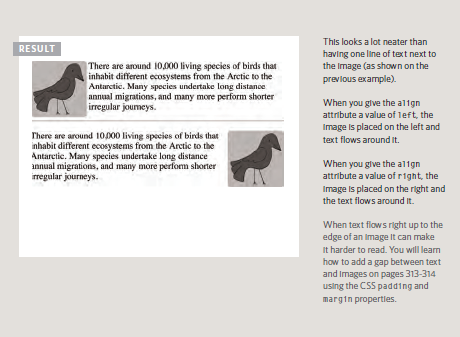 RESULT
There are around 10,000 living species of birds that
inhabit different ecosystems from the Arctic to the
Antarctic. Many species undertake long distance
annual migrations, and many more perform shorter
irregular journeys.
There are around 10,000 living species of birds that
inhabit different ecosystems from the Arctic to the
Antarctic. Many species undertake long distance
annual migrations, and many more perform shorter
irregular journeys.
This looks a lot neater than
having one line of text next to
the image (as shown on the
previous example).
When you give the align
attribute a value of left, the
image is placed on the left and
text flows around it.
When you give the align
attribute a value of right, the
image is placed on the right and
the text flows around it.
When text flows right up to the
edge of an image it can make
it harder to read. You will learn
how to add a gap between text
and images on pages 313-314
using the CSS padding and
margin properties.